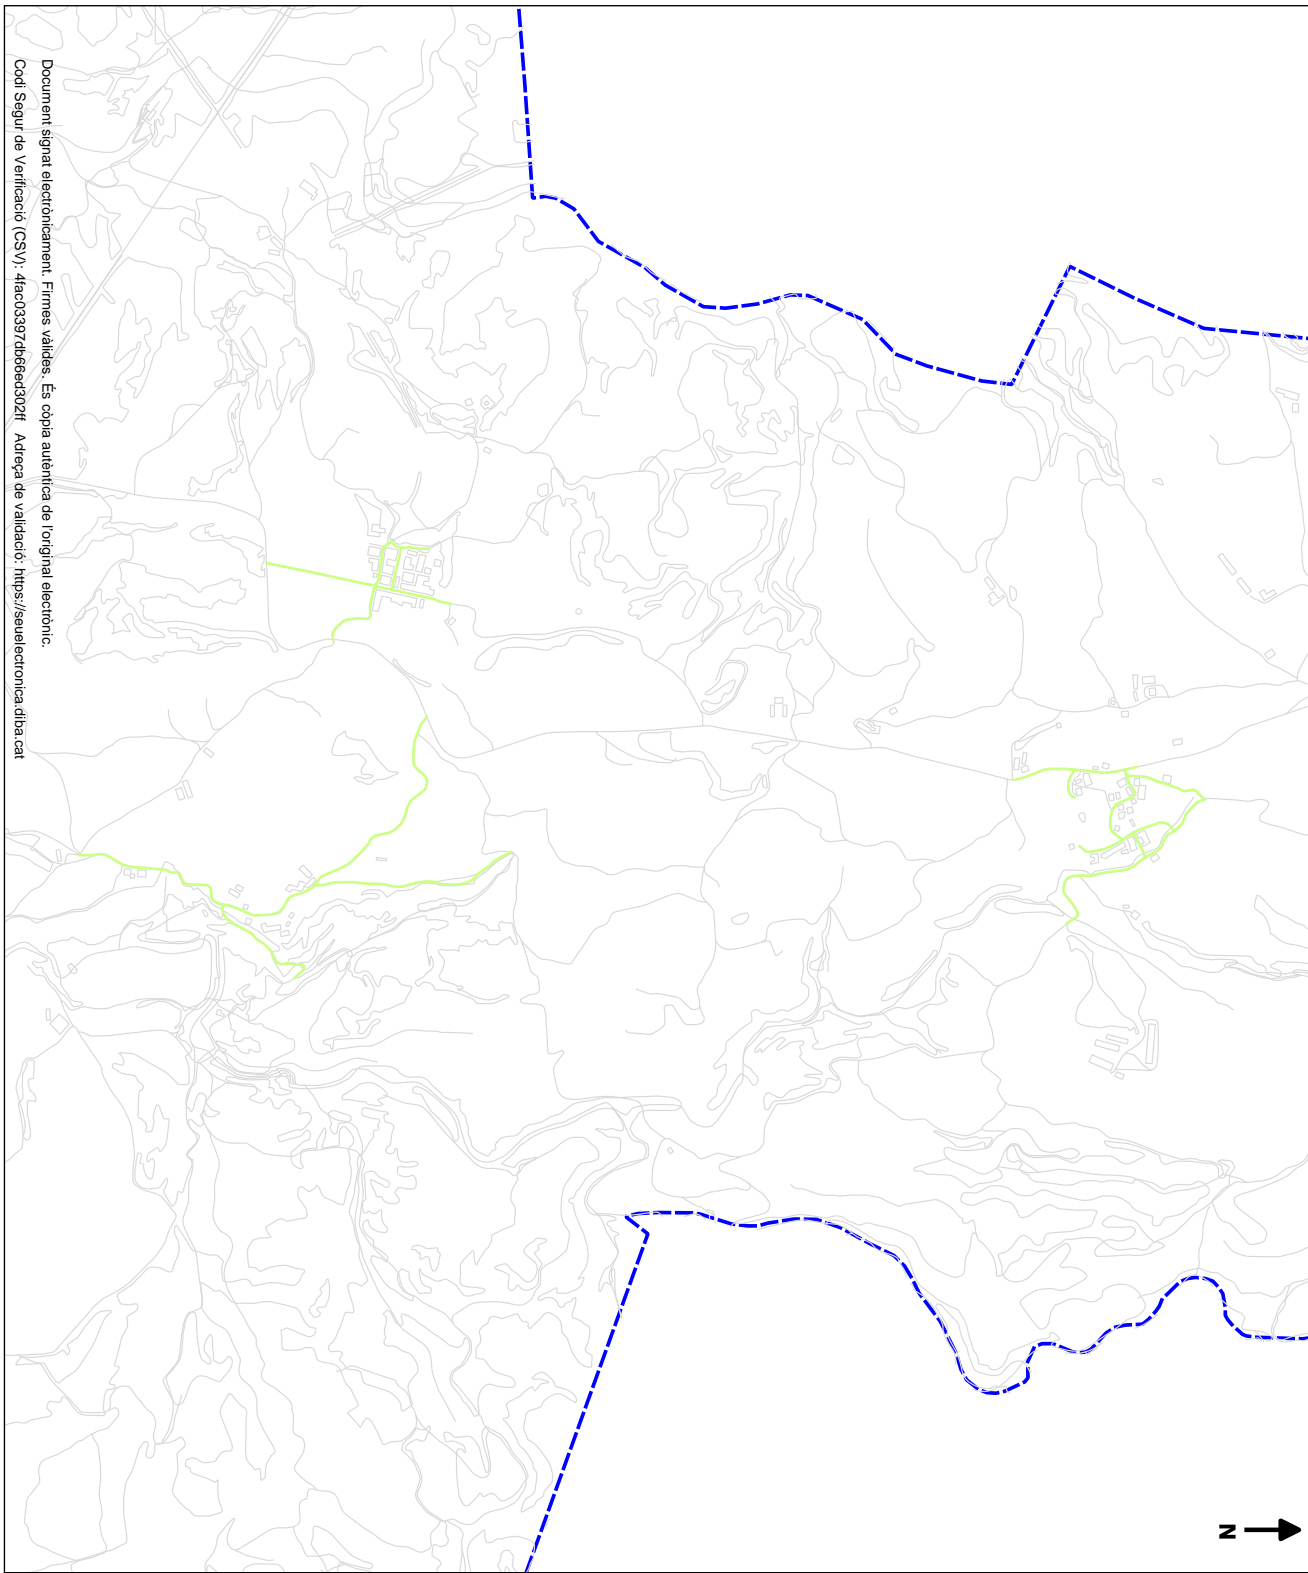 Document signat electrònicament. Firmes vàlides. És còpia autèntica de l'original electrònic.
Codi Segur de Verificació (CSV): 4fac03397db66ed302ff Adreça de validació: https://seuelectronica.diba.cat
N